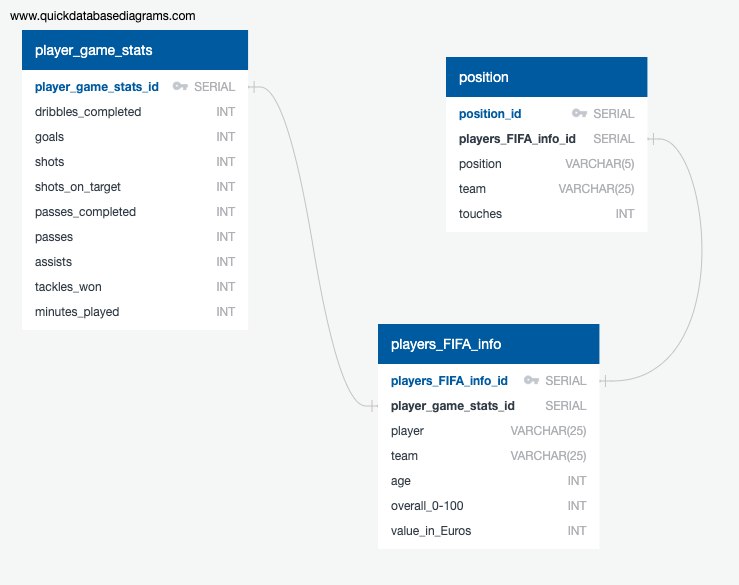 www.quickdatabasediagrams.com
player_game_stats
player_game_stats_id SERIAL
dribbles_completed INT
goals INT
shots INT
shots_on_target INT
passes_completed INT
passes INT
assists INT
tackles_won INT
minutes_played INT
position
position_id SERIAL
players_FIFA_info_id SERIAL
position VARCHAR(5)
team VARCHAR(25)
touches INT
players_FIFA_info
players_FIFA_info_id SERIAL
player_game_stats_id SERIAL
player VARCHAR(25)
team VARCHAR(25)
age INT
overall_0-100 INT
value_in_Euros INT